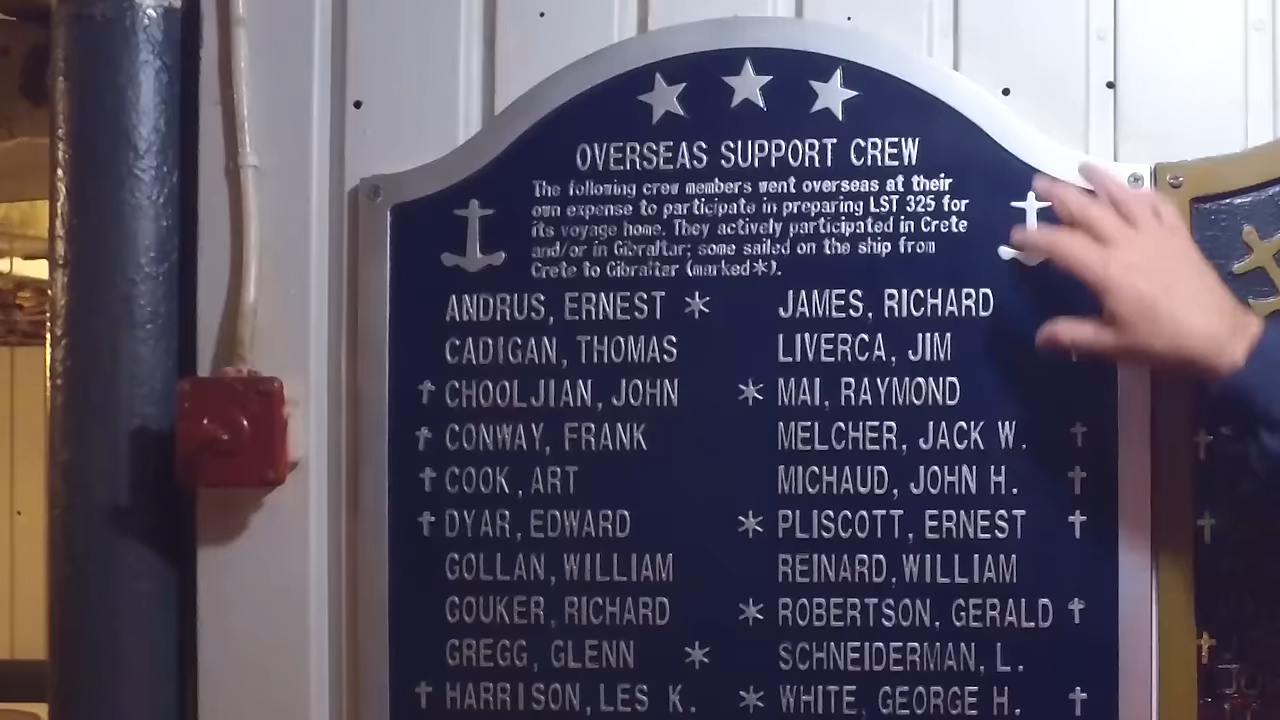 OVERSEAS SUPPORT CREW
The following crew members went overseas at their
own expense to participate in preparing LST 325 for
its voyage home. They actively participated in Crete
and/or in Gibraltar; some sailed on the ship from
Crete to Gibraltar (marked*).
ANDRUS, ERNEST *
CADIGAN, THOMAS
† CHOOLJIAN, JOHN
† CONWAY, FRANK
† COOK, ART
† DYAR, EDWARD
GOLLAN, WILLIAM
GOUKER, RICHARD
GREGG, GLENN *
† HARRISON, LES K.
JAMES, RICHARD
LIVERCA, JIM †
* MAI, RAYMOND
MELCHER, JACK W. †
MICHAUD, JOHN H. †
* PLISCOTT, ERNEST †
REINARD, WILLIAM
* ROBERTSON, GERALD †
SCHNEIDERMAN, L.
* WHITE, GEORGE H. †